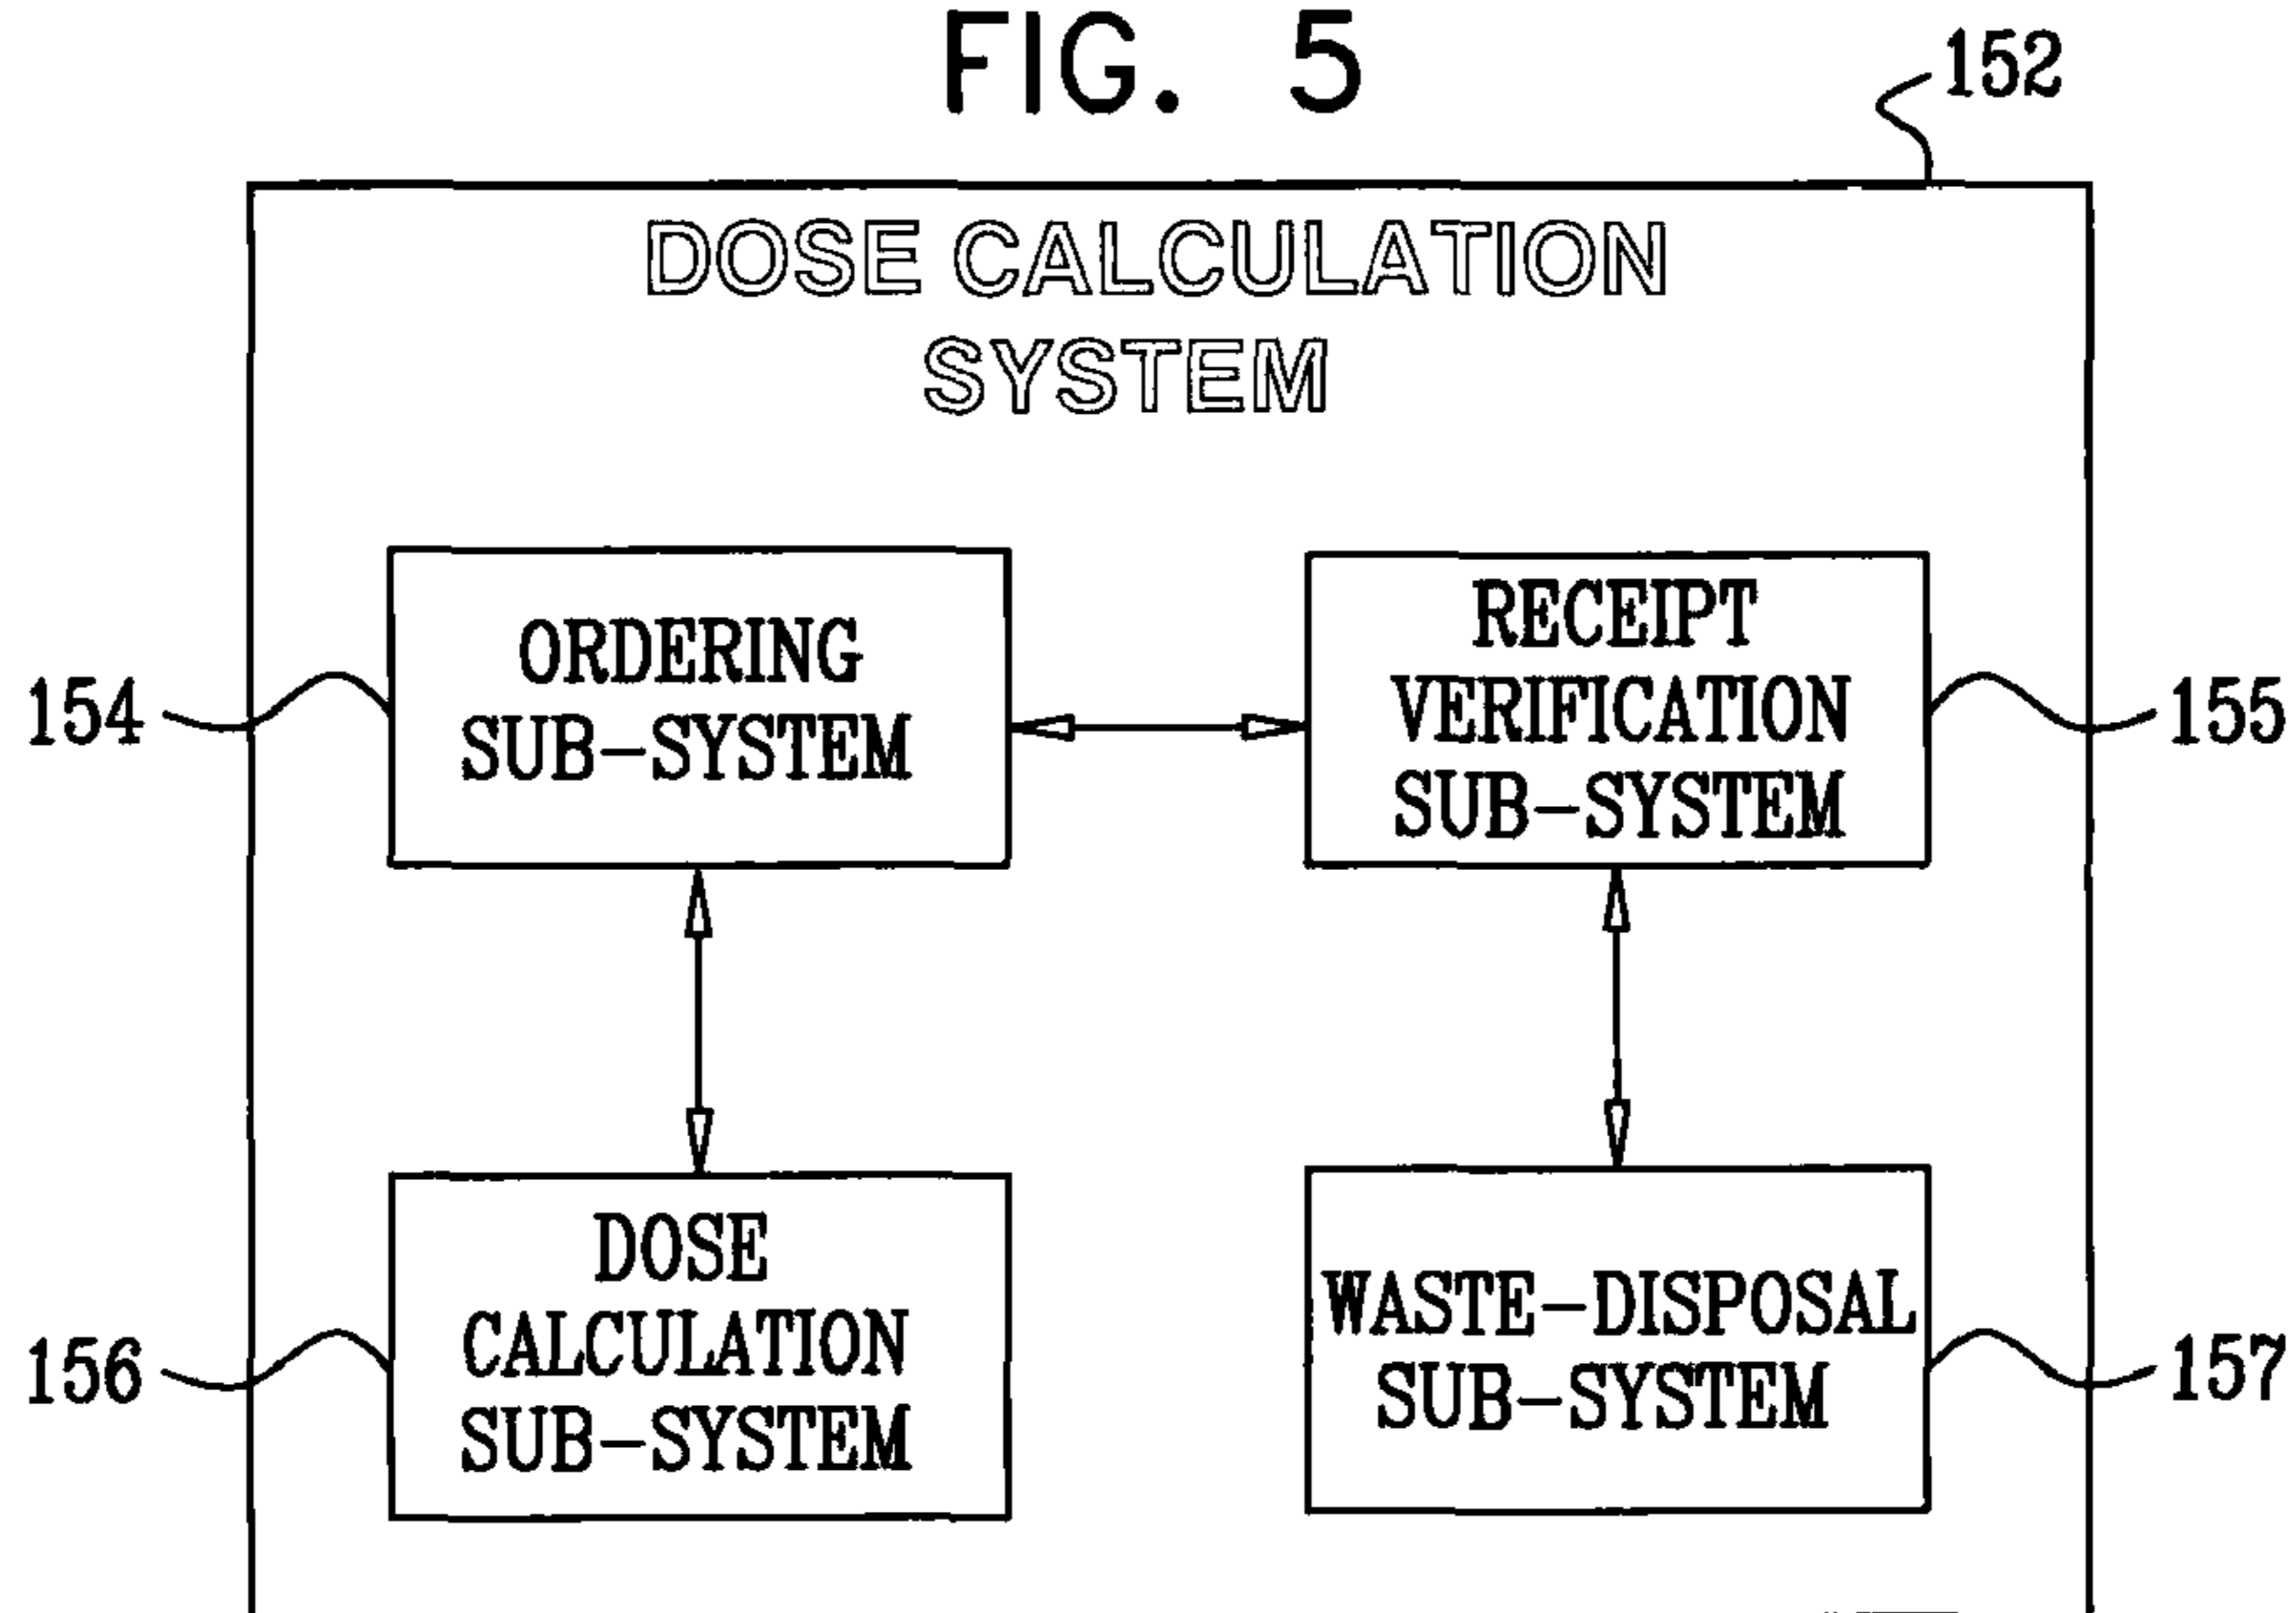 FIG. 5
152
DOSE CALCULATION
SYSTEM
ORDERING
SUB-SYSTEM
154
RECEIPT
VERIFICATION
SUB-SYSTEM
155
DOSE
CALCULATION
SUB-SYSTEM
156
WASTE-DISPOSAL
SUB-SYSTEM
157